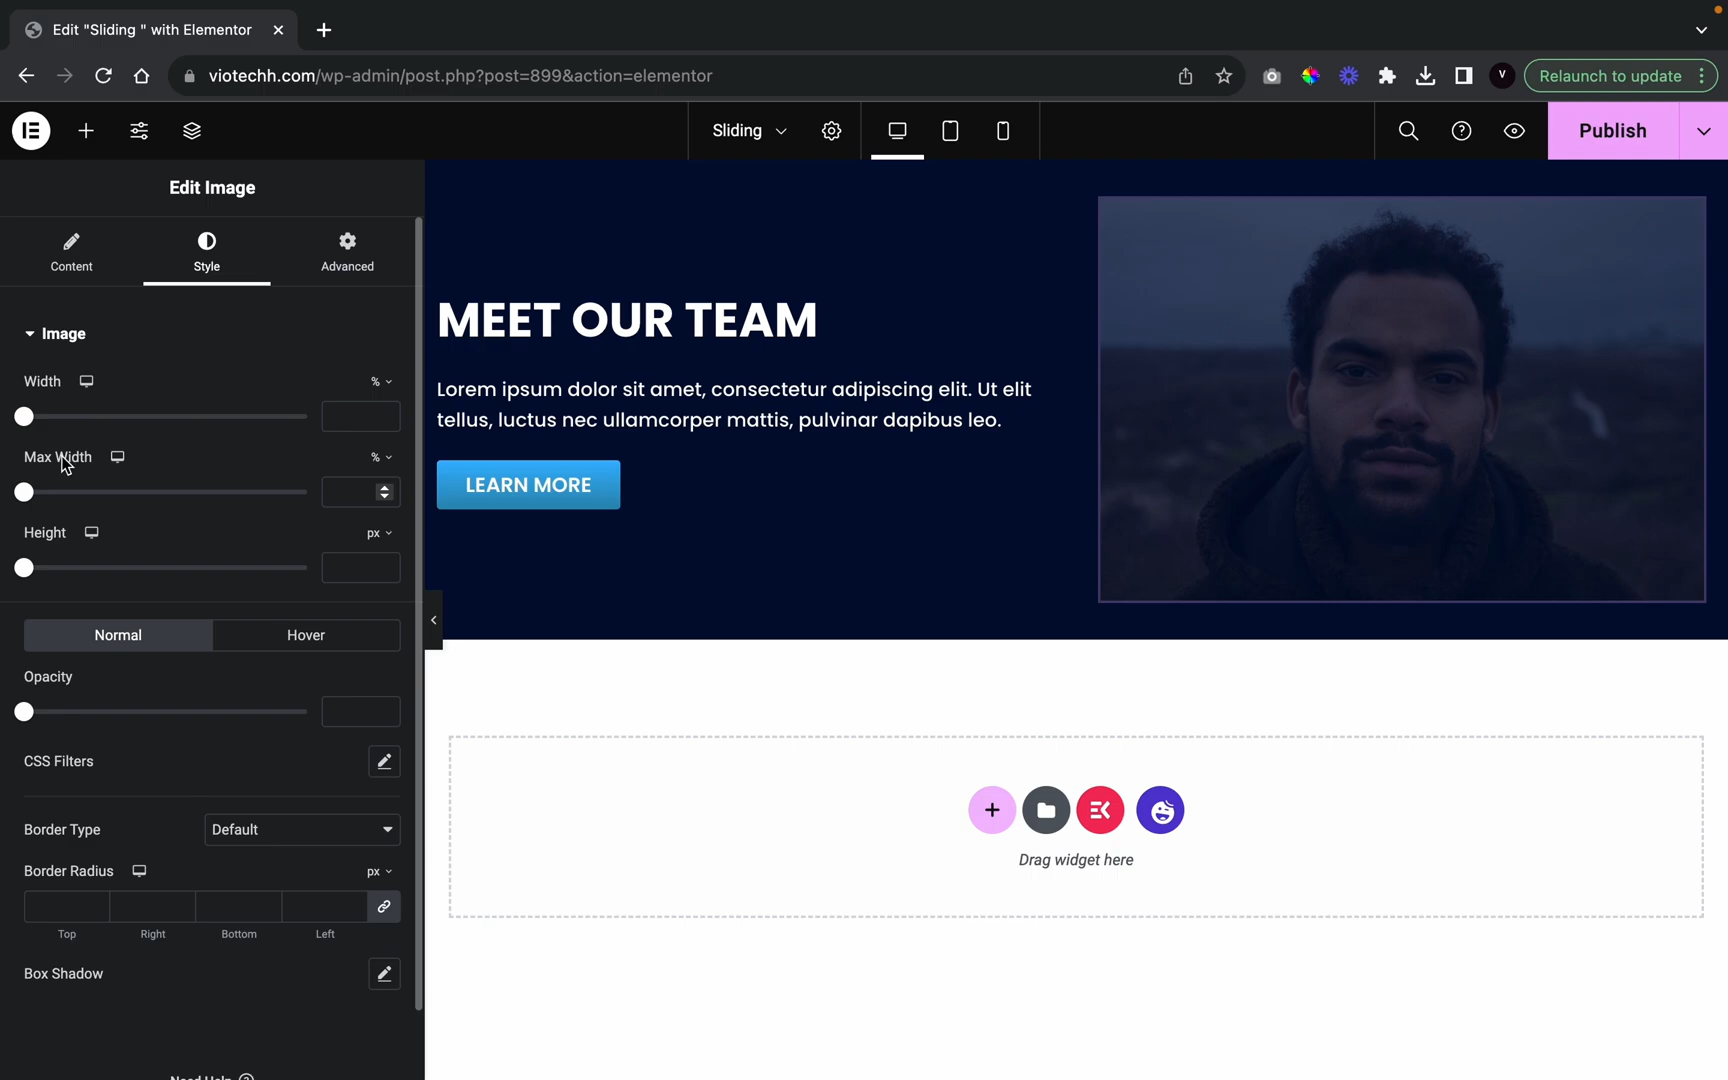 Edit "Sliding " with Elementor
viotechh.com/wp-admin/post.php?post=899&action=elementor
V
Relaunch to update
Sliding
Publish
Edit Image
Content
Style
Advanced
Image
Width
%
Max Width
%
Height
px
Normal
Hover
Opacity
CSS Filters
Border Type
Default
Border Radius
px
Top
Right
Bottom
Left
Box Shadow
Need Help
MEET OUR TEAM
Lorem ipsum dolor sit amet, consectetur adipiscing elit. Ut elit
tellus, luctus nec ullamcorper mattis, pulvinar dapibus leo.
LEARN MORE
Drag widget here